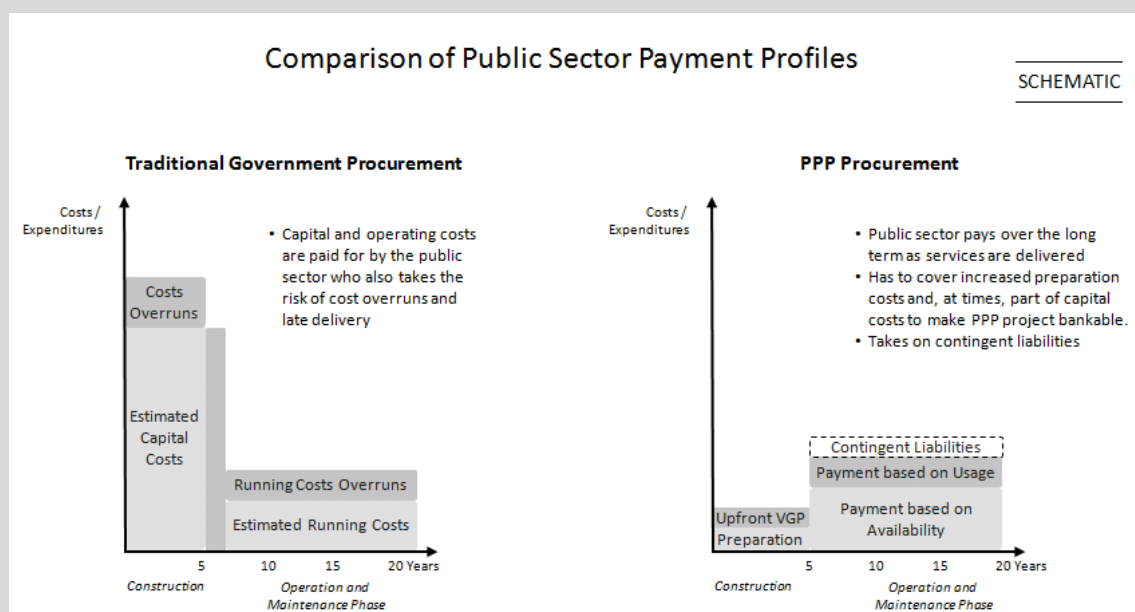 Comparison of Public Sector Payment Profiles
SCHEMATIC
Traditional Government Procurement
Costs /
Expenditures
• Capital and operating costs
are paid for by the public
sector who also takes the
risk of cost overruns and
late delivery
Costs
Overruns
Estimated
Capital
Costs
Running Costs Overruns
Estimated Running Costs
5
10
15
20 Years
Construction
Operation and
Maintenance Phase
PPP Procurement
Costs /
Expenditures
• Public sector pays over the long
term as services are delivered
• Has to cover increased preparation
costs and, at times, part of capital
costs to make PPP project bankable.
• Takes on contingent liabilities
Contingent Liabilities
Payment based on Usage
Payment based on
Availability
Upfront VGP
Preparation
5
10
15
20 Years
Construction
Operation and
Maintenance Phase